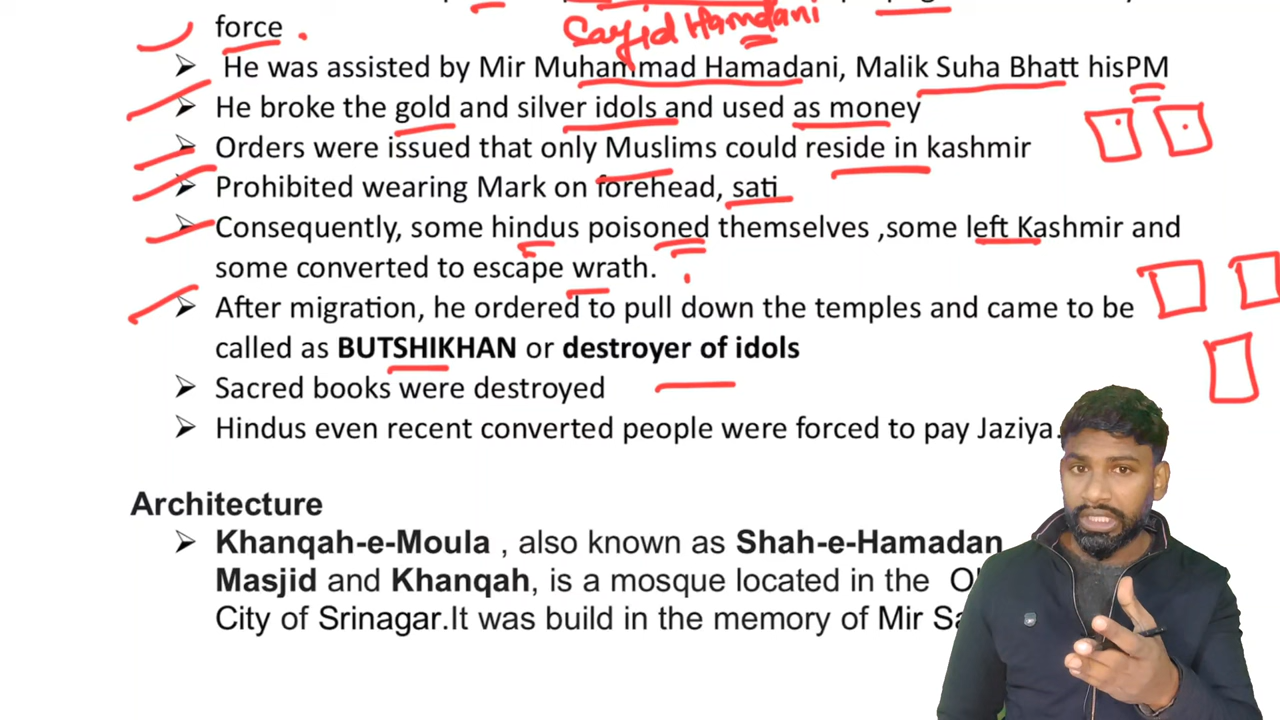 force .
Sayid Hamdani
➤ He was assisted by Mir Muhammad Hamadani, Malik Suha Bhatt hisPM
➤ He broke the gold and silver idols and used as money
➤ Orders were issued that only Muslims could reside in kashmir
➤ Prohibited wearing Mark on forehead, sati
➤ Consequently, some hindus poisoned themselves ,some left Kashmir and
some converted to escape wrath.
➤ After migration, he ordered to pull down the temples and came to be
called as BUTSHIKHAN or destroyer of idols
➤ Sacred books were destroyed
➤ Hindus even recent converted people were forced to pay Jaziya.
Architecture
➤ Khanqah-e-Moula , also known as Shah-e-Hamadan
Masjid and Khanqah, is a mosque located in the
City of Srinagar.It was build in the memory of Mir